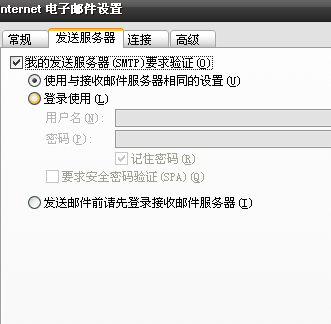 nternet 电子邮件设置
常规 发送服务器 连接 高级
我的发送服务器(SMTP)要求验证(O)
使用与接收邮件服务器相同的设置(U)
登录使用(L)
用户名(N):
密码(P):
记住密码(R)
要求安全密码验证(SPA)(Q)
发送邮件前请先登录接收邮件服务器(I)